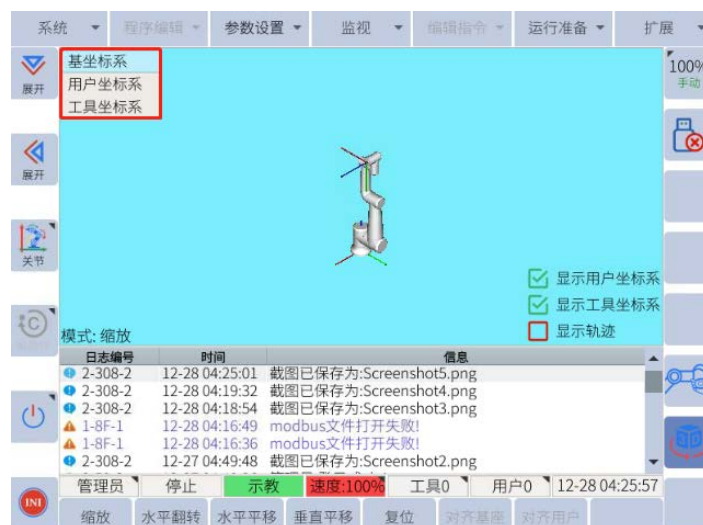 系统 程序编辑 参数设置 监视 编辑指令 运行准备 扩展
展开
展开
关节
基坐标系
用户坐标系
工具坐标系
100%
手动
显示用户坐标系
显示工具坐标系
显示轨迹
模式: 缩放
日志编号 时间 信息
2-308-2 12-28 04:25:01 截图已保存为:Screenshot5.png
2-308-2 12-28 04:19:32 截图已保存为:Screenshot4.png
2-308-2 12-28 04:18:54 截图已保存为:Screenshot3.png
1-8F-1 12-28 04:16:49 modbus文件打开失败!
1-8F-1 12-28 04:16:36 modbus文件打开失败!
2-308-2 12-27 04:49:48 截图已保存为:Screenshot2.png
管理员 停止 示教 速度:100% 工具0 用户0 12-28 04:25:57
INI
缩放 水平翻转 水平平移 垂直平移 复位 对齐基座 对齐用户